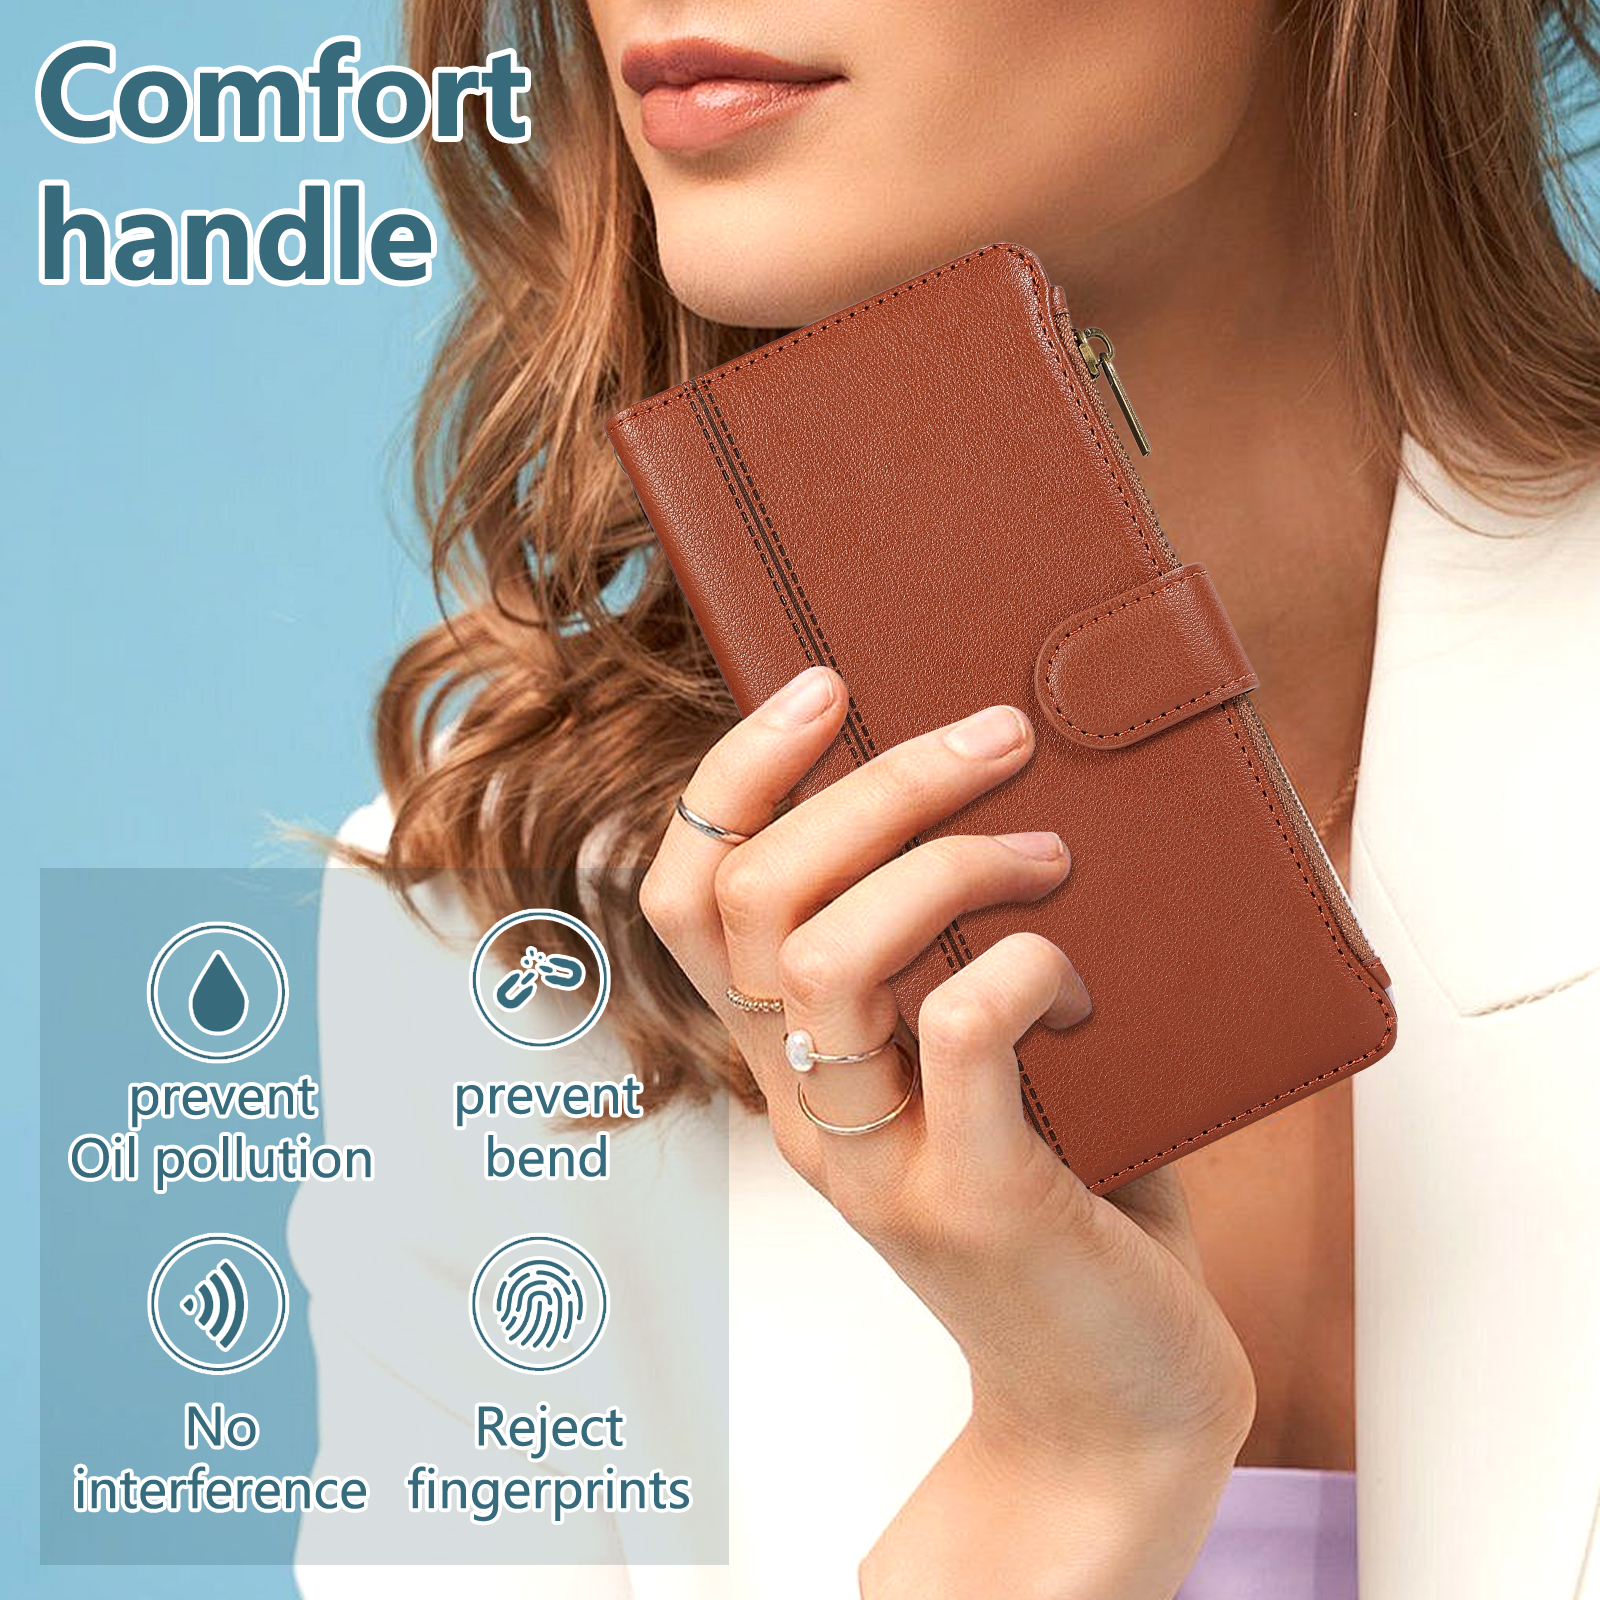 Comfort
handle
prevent
Oil pollution
prevent
bend
No
interference
Reject
fingerprints